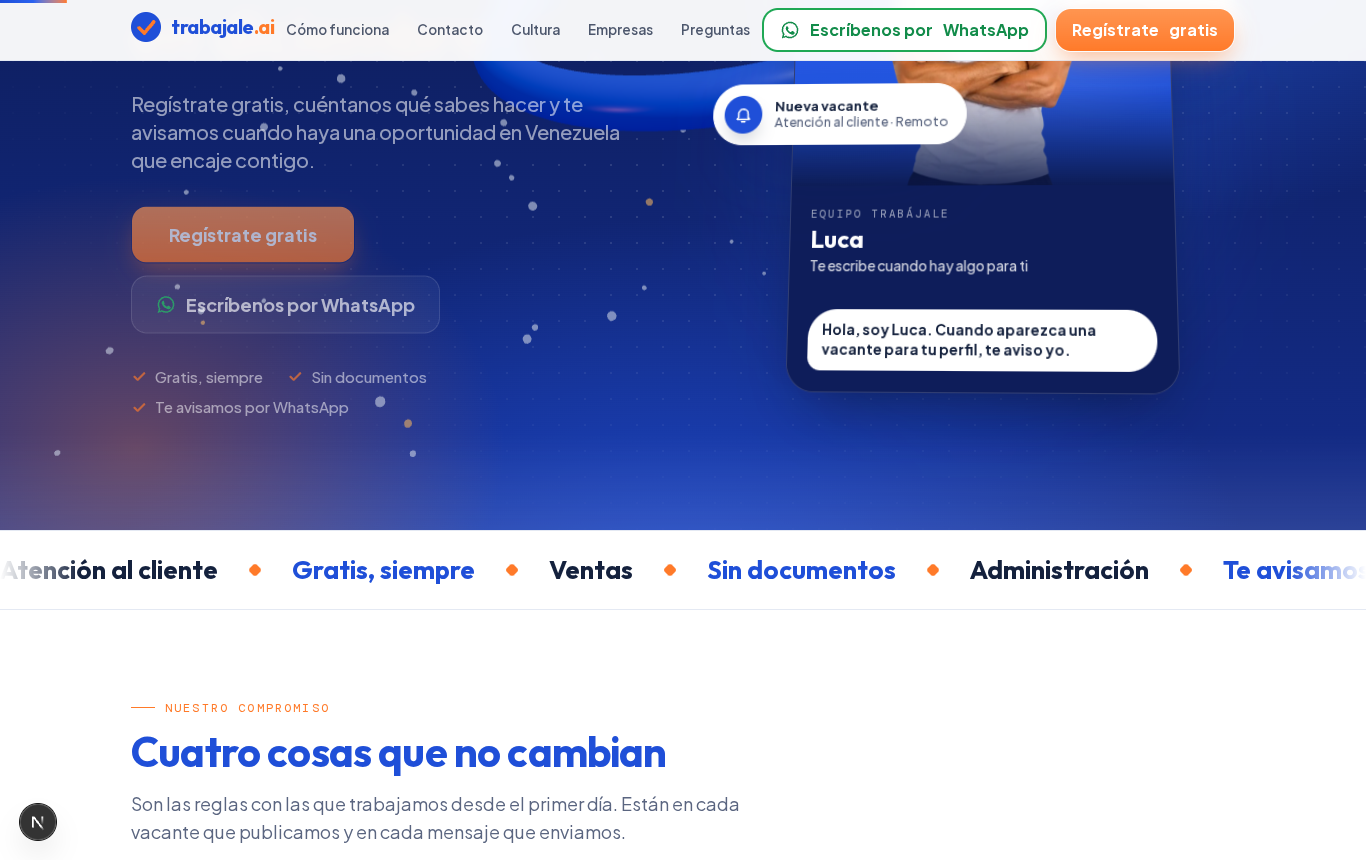 trabajale.ai
Cómo funciona
Contacto
Cultura
Empresas
Preguntas
Escríbenos por WhatsApp
Regístrate gratis
Regístrate gratis, cuéntanos qué sabes hacer y te
avisamos cuando haya una oportunidad en Venezuela
que encaje contigo.
Regístrate gratis
Escríbenos por WhatsApp
Gratis, siempre
Sin documentos
Te avisamos por WhatsApp
Nueva vacante
Atención al cliente · Remoto
EQUIPO TRABÁJALE
Luca
Te escribe cuando hay algo para ti
Hola, soy Luca. Cuando aparezca una
vacante para tu perfil, te aviso yo.
Atención al cliente
Gratis, siempre
Ventas
Sin documentos
Administración
Te avisamos
NUESTRO COMPROMISO
Cuatro cosas que no cambian
Son las reglas con las que trabajamos desde el primer día. Están en cada
vacante que publicamos y en cada mensaje que enviamos.
N